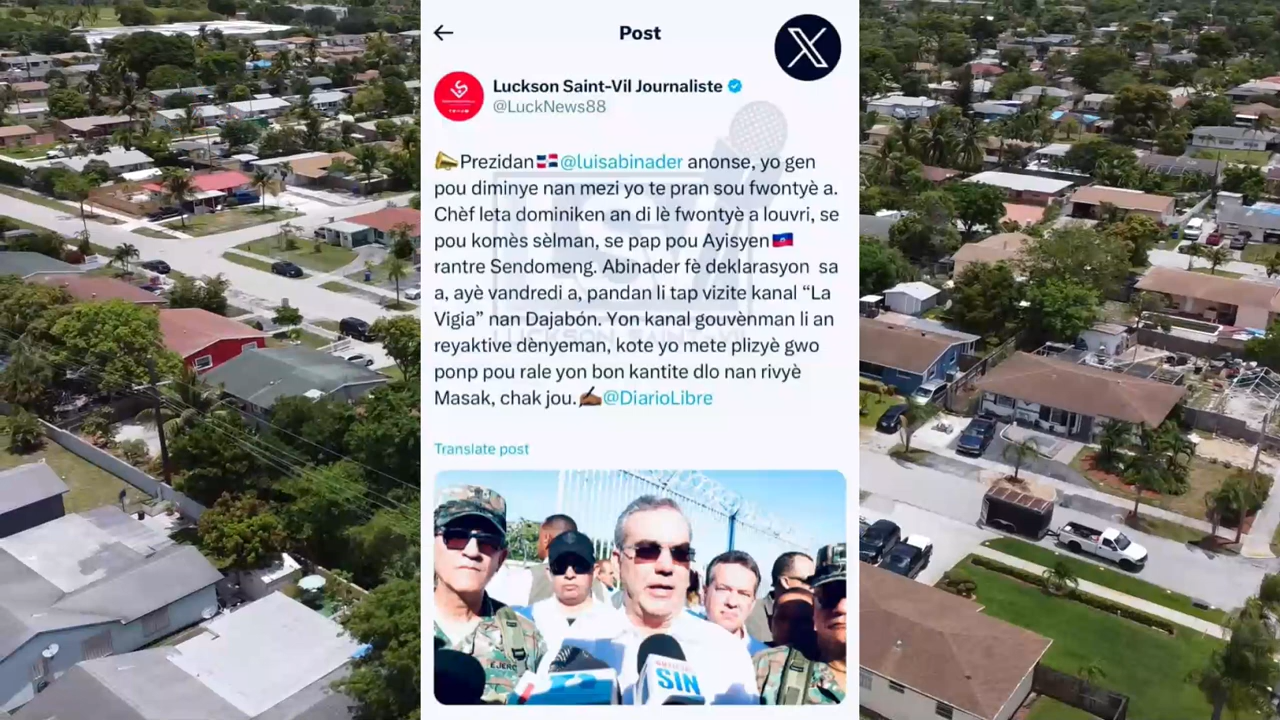 Post
Luckson Saint-Vil Journaliste
@LuckNews88
Prezidan🇩🇴@luisabinader anonse, yo gen
pou diminye nan mezi yo te pran sou fwontyè a.
Chèf leta dominiken an di lè fwontyè a louvri, se
pou komès sèlman, se pap pou Ayisyen🇭🇹
rantre Sendomeng. Abinader fè deklarasyon sa
a, ayè vandredi a, pandan li tap vizite kanal “La
Vigia” nan Dajabón. Yon kanal gouvènman li an
reyaktive dènyeman, kote yo mete plizyè gwo
ponp pou rale yon bon kantite dlo nan rivyè
Masak, chak jou.✍🏾@DiarioLibre
LUCKSON SAINT-VIL
Translate post
EJERC
SIN